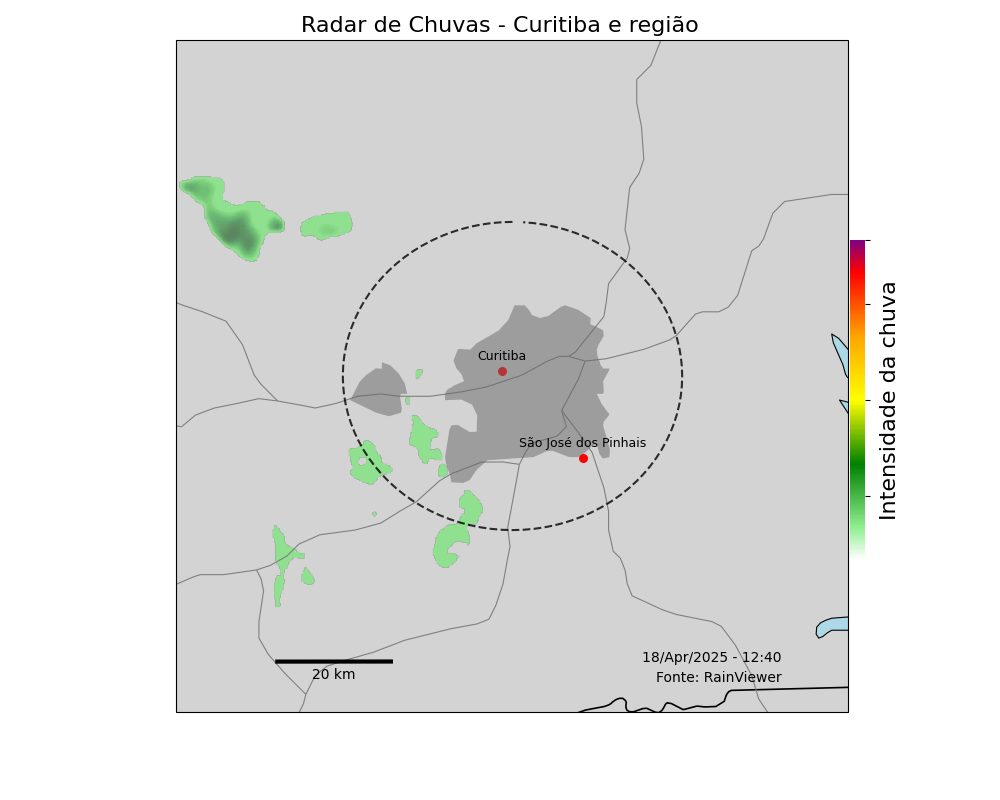 Radar de Chuvas - Curitiba e região
Curitiba
São José dos Pinhais
Intensidade da chuva
18/Apr/2025 - 12:40
20 km
Fonte: RainViewer